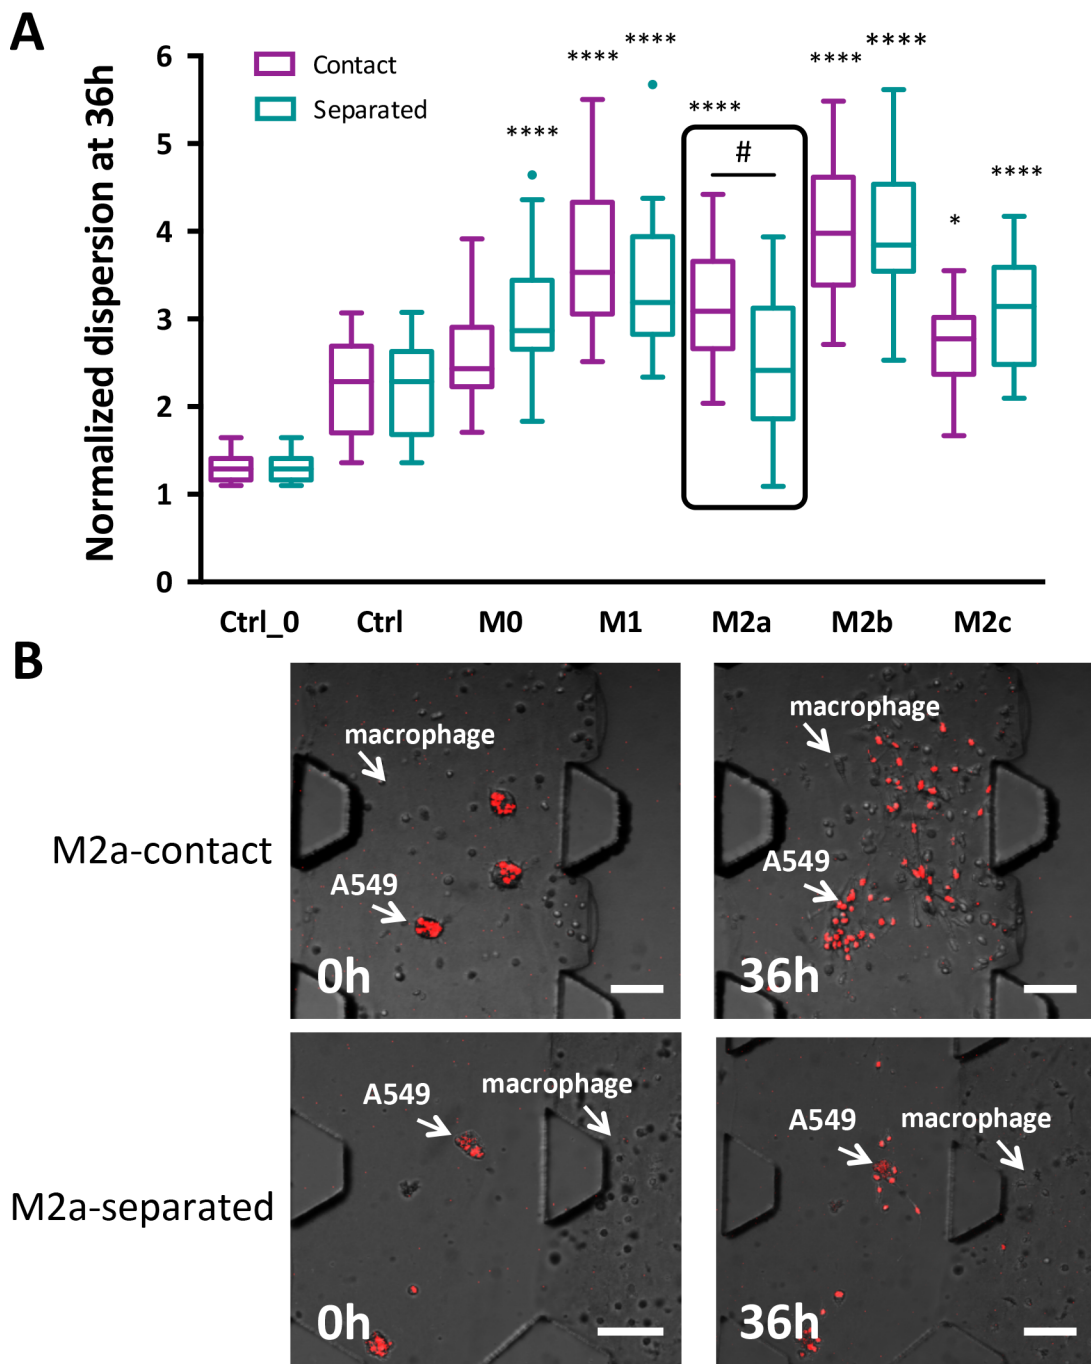 A
Normalized dispersion at 36h
6
5
4
3
2
1
0
Contact
Separated
****
****
****
****
#
****
****
*
****
Ctrl_0 Ctrl M0 M1 M2a M2b M2c
B
M2a-contact
macrophage
A549
0h
macrophage
A549
36h
M2a-separated
A549
macrophage
0h
A549
macrophage
36h